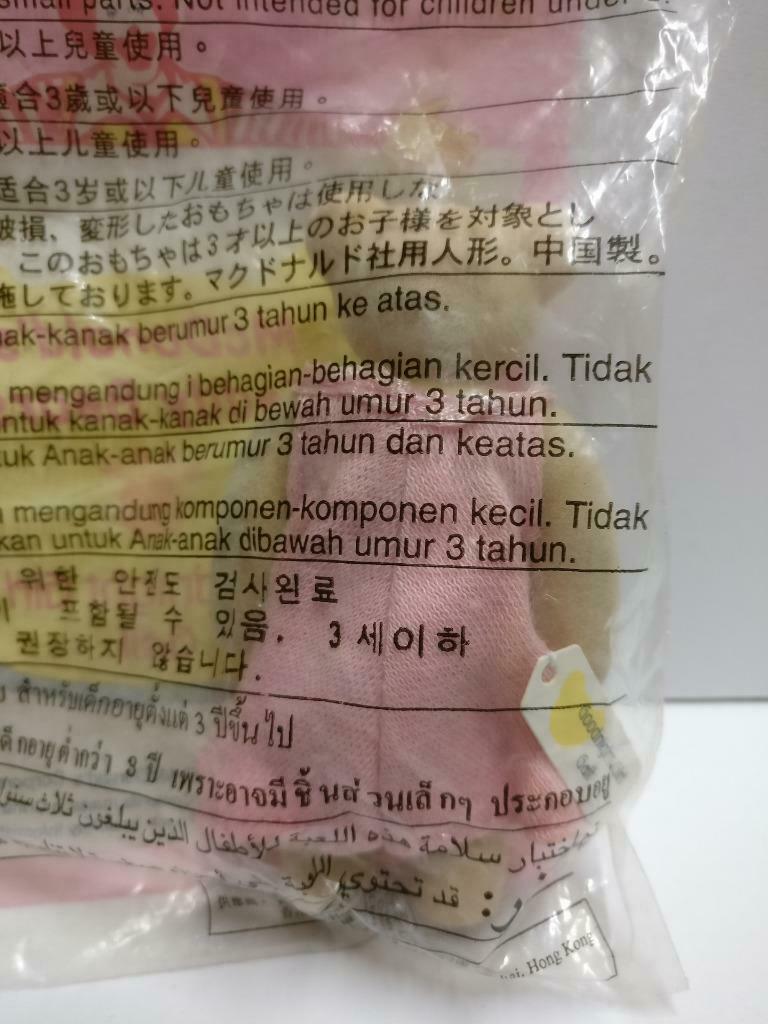 small parts. Not intended for children under
以上兒童使用。
適合3歲或以下兒童使用。
以上儿童使用。
适合3岁或以下儿童使用。
破損、変形したおもちゃは使用しな
このおもちゃは3才以上のお子様を対象とし
施しております。マクドナルド社用人形。中国製。
ak-kanak berumur 3 tahun ke atas.
mengandung i behagian-behagian kercil. Tidak
ntuk kanak-kanak di bewah umur 3 tahun.
tuk Anak-anak berumur 3 tahun dan keatas.
mengandung komponen-komponen kecil. Tidak
kan untuk Anak-anak dibawah umur 3 tahun.
위한 안전도 검사완료
프함될 수 있음. 3세이하
권장하지 않습니다.
สำหรับเด็กอายุตั้งแต่ 3 ปีขึ้นไป
ด็กอายุต่ำกว่า 3 ปี เพราะอาจมีชิ้นส่วนเล็กๆ ประกอบอยู่
باختبار سلامة هذه اللعبة للأطفال الذين يبلغون ثلاث
قد تحتوي
Hong Kong